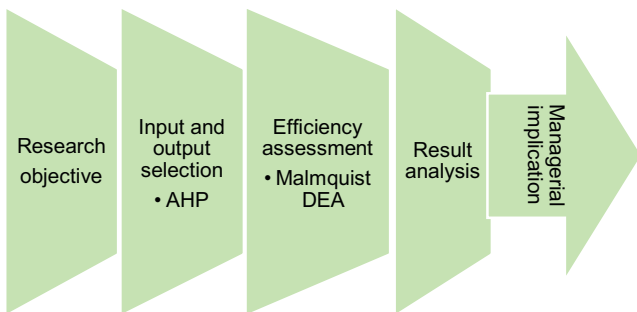 Research
objective
Input and
output
selection
• AHP
Efficiency
assessment
• Malmquist
DEA
Result
analysis
Managerial
implication